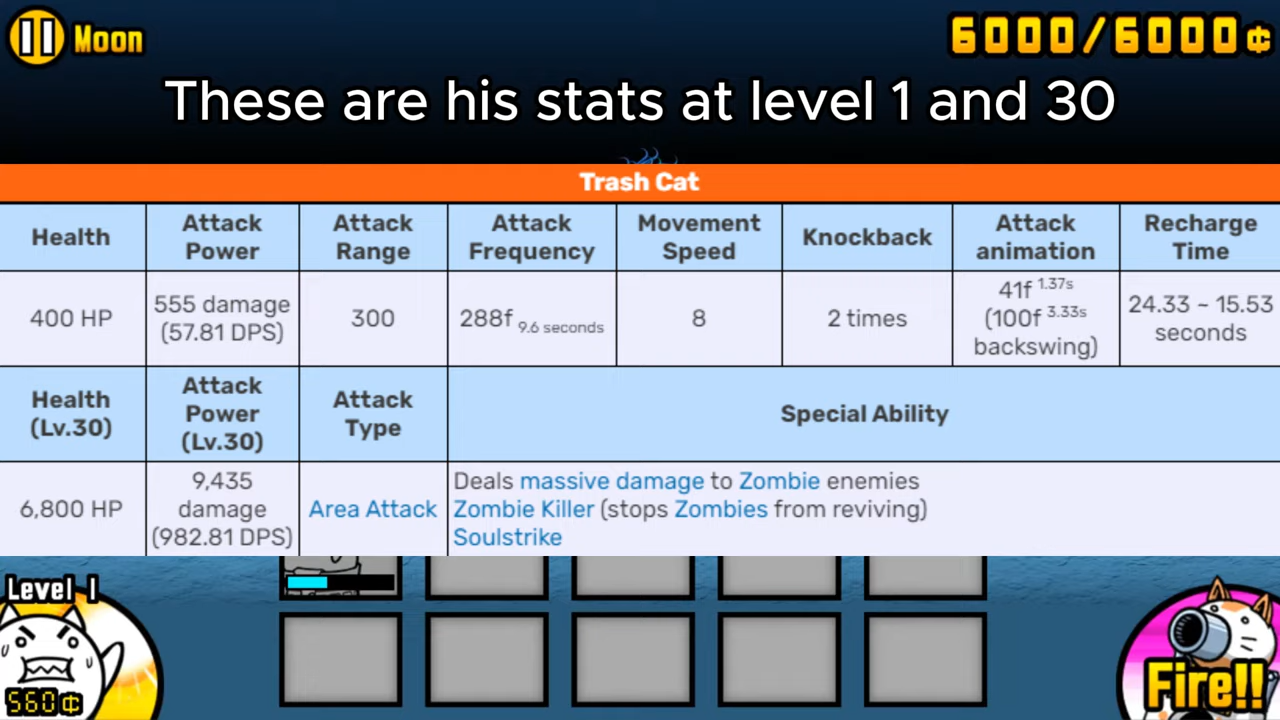 Moon
6000/6000¢
These are his stats at level 1 and 30
Trash Cat
Health
Attack
Power
Attack
Range
Attack
Frequency
Movement
Speed
Knockback
Attack
animation
Recharge
Time
400 HP
555 damage
(57.81 DPS)
300
288f 9.6 seconds
8
2 times
41f 1.37s
(100f 3.33s
backswing)
24.33 ~ 15.53
seconds
Health
(Lv.30)
Attack
Power
(Lv.30)
Attack
Type
Special Ability
6,800 HP
9,435
damage
(982.81 DPS)
Area Attack
Deals massive damage to Zombie enemies
Zombie Killer (stops Zombies from reviving)
Soulstrike
Level 1
560¢
Fire!!